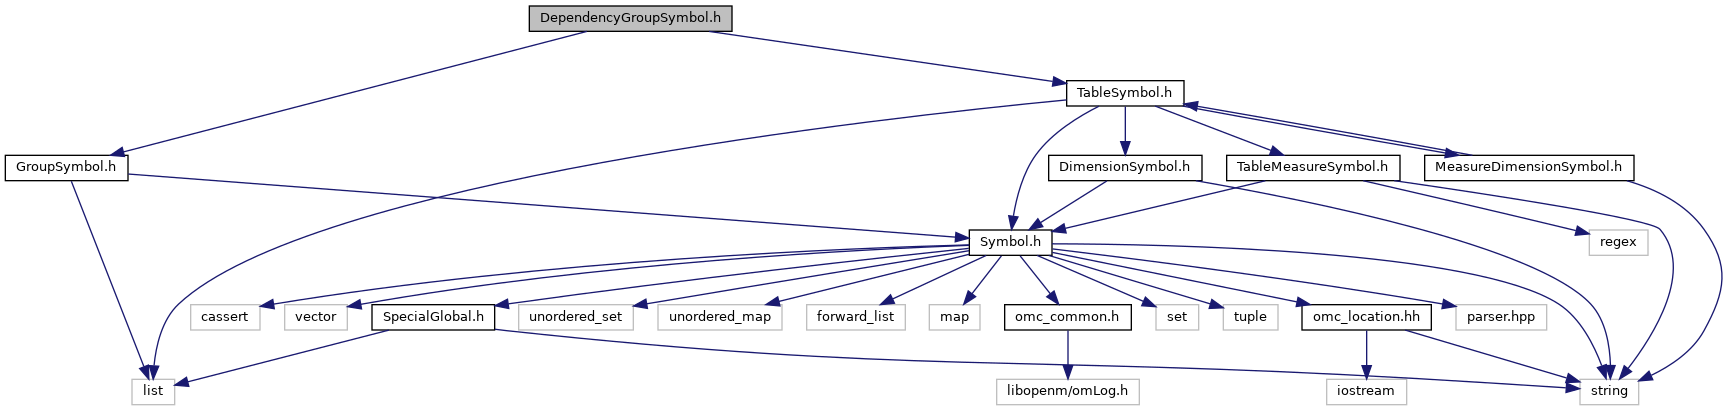 DependencyGroupSymbol.h
TableSymbol.h
GroupSymbol.h
DimensionSymbol.h
TableMeasureSymbol.h
MeasureDimensionSymbol.h
Symbol.h
regex
cassert
vector
SpecialGlobal.h
unordered_set
unordered_map
forward_list
map
omc_common.h
set
tuple
omc_location.hh
parser.hpp
list
libopenm/omLog.h
iostream
string